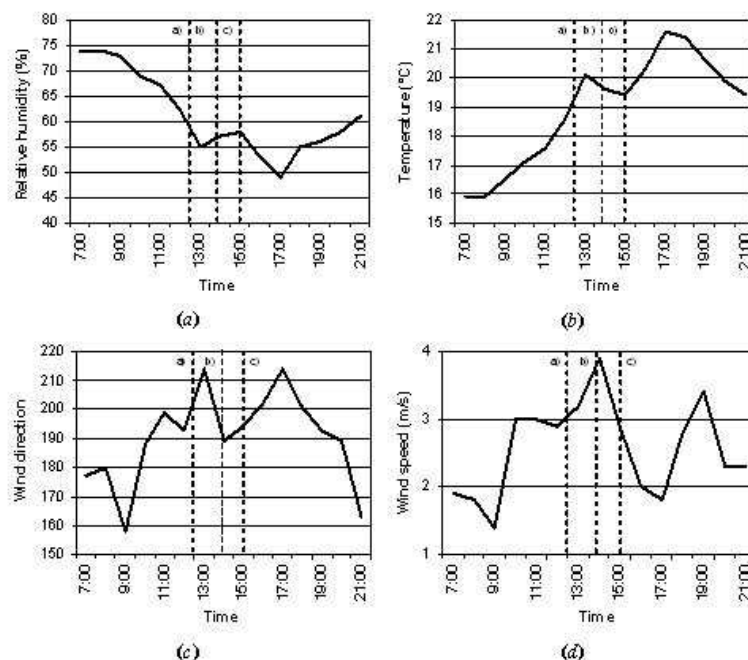 80
75
70
65
60
55
50
45
40
Relative humidity (%)
a) b) c)
7:00 9:00 11:00 13:00 15:00 17:00 19:00 21:00
Time
(a)
22
21
20
19
18
17
16
15
Temperature (°C)
a) b) c)
7:00 9:00 11:00 13:00 15:00 17:00 19:00 21:00
Time
(b)
220
210
200
190
180
170
160
150
Wind direction
a) b) c)
7:00 9:00 11:00 13:00 15:00 17:00 19:00 21:00
Time
(c)
4
3
2
1
Wind speed (m/s)
a) b) c)
7:00 9:00 11:00 13:00 15:00 17:00 19:00 21:00
Time
(d)